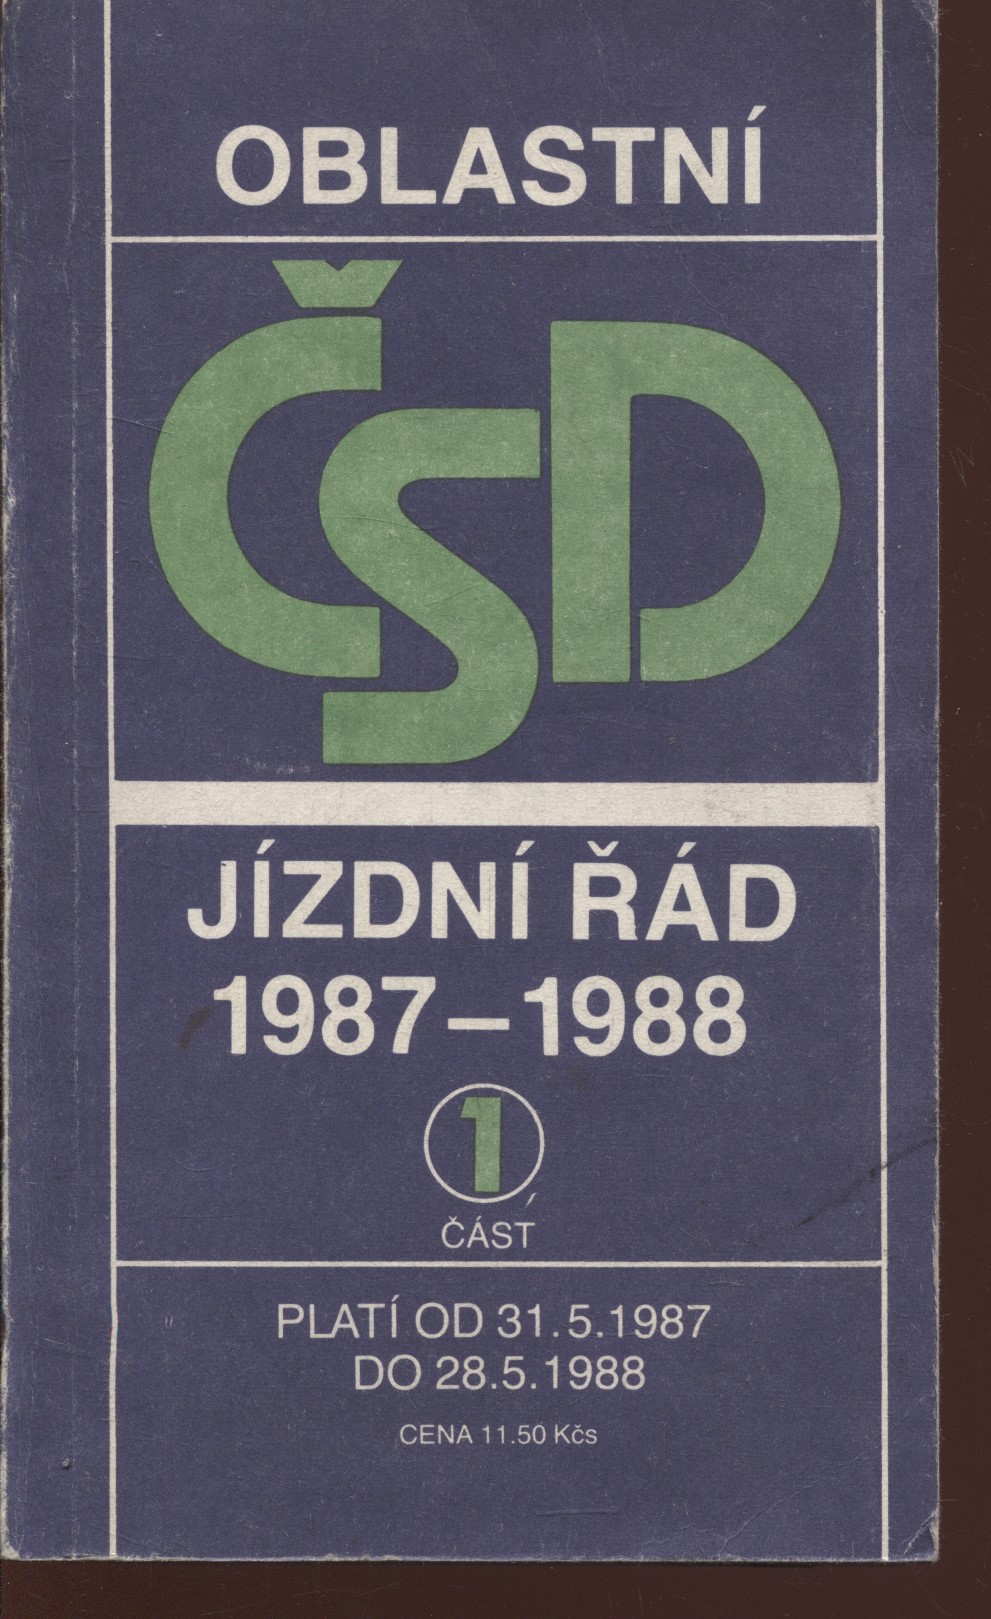 OBLASTNÍ
ČSD
JÍZDNÍ ŘÁD
1987–1988
1
ČÁSŤ
PLATÍ OD 31.5.1987
DO 28.5.1988
CENA 11.50 Kčs